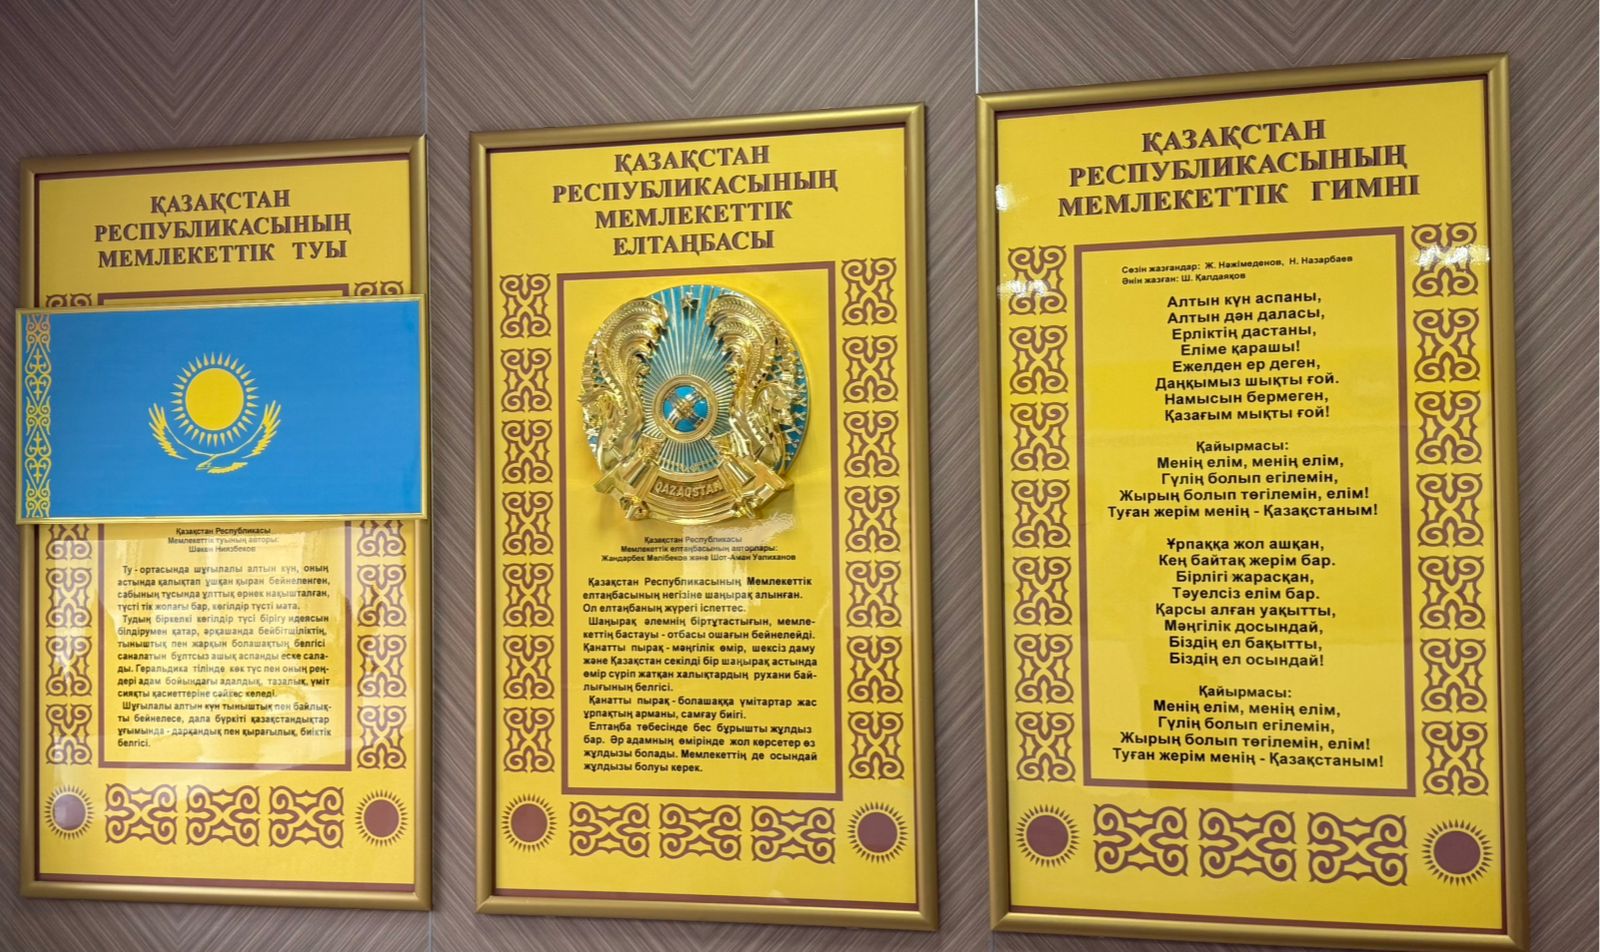 ҚАЗАҚСТАН
РЕСПУБЛИКАСЫНЫҢ
МЕМЛЕКЕТТІК ТУЫ
Қазақстан Республикасы
Мемлекеттік туының авторы:
Шәкен Ниязбеков
Ту - ортасында шұғылалы алтын күн, оның
астында қалықтап ұшқан қыран бейнеленген,
сабының тұсында ұлттық өрнек нақышталған,
түсті тік жолағы бар, көгілдір түсті мата.
Тудың біркелкі көгілдір түсі бірігу идеясын
білдірумен қатар, әрқашанда бейбітшіліктің,
тыныштық пен жарқын болашақтың белгісі
саналатын бұлтсыз ашық аспанды еске сала-
ды. Геральдика тілінде көк түс пен оның рең-
дері адам бойындағы адалдық, тазалық, үміт
сияқты қасиеттеріне сәйкес келеді.
Шұғылалы алтын күн тыныштық пен байлық-
ты бейнелесе, дала бүркіті қазақстандықтар
ұғымында - дарқандық пен қырағылық, биіктік
белгісі.
ҚАЗАҚСТАН
РЕСПУБЛИКАСЫНЫҢ
МЕМЛЕКЕТТІК
ЕЛТАҢБАСЫ
QAZAQSTAN
Қазақстан Республикасы
Мемлекеттік елтаңбасының авторлары:
Жандарбек Мәлібеков және Шот-Аман Уәлиханов
Қазақстан Республикасының Мемлекеттік
елтаңбасының негізіне шаңырақ алынған.
Ол елтаңбаның жүрегі іспеттес.
Шаңырақ әлемнің біртұтастығын, мемле-
кеттің бастауы - отбасы ошағын бейнелейді.
Қанатты пырақ - мәңгілік өмір, шексіз даму
және Қазақстан секілді бір шаңырақ астында
өмір сүріп жатқан халықтардың рухани бай-
лығының белгісі.
Қанатты пырақ - болашаққа үмітартар жас
ұрпақтың арманы, самғау биігі.
Елтаңба төбесінде бес бұрышты жұлдыз
бар. Әр адамның өмірінде жол көрсетер өз
жұлдызы болады. Мемлекеттің де осындай
жұлдызы болуы керек.
ҚАЗАҚСТАН
РЕСПУБЛИКАСЫНЫҢ
МЕМЛЕКЕТТІК ГИМНІ
Сөзін жазғандар: Ж. Нәжімеденов, Н. Назарбаев
Әнін жазған: Ш. Қалдаяқов
Алтын күн аспаны,
Алтын дән даласы,
Ерліктің дастаны,
Еліме қарашы!
Ежелден ер деген,
Даңқымыз шықты ғой.
Намысын бермеген,
Қазағым мықты ғой!
Қайырмасы:
Менің елім, менің елім,
Гүлің болып егілемін,
Жырың болып төгілемін, елім!
Туған жерім менің - Қазақстаным!
Ұрпаққа жол ашқан,
Кең байтақ жерім бар.
Бірлігі жарасқан,
Тәуелсіз елім бар.
Қарсы алған уақытты,
Мәңгілік досындай,
Біздің ел бақытты,
Біздің ел осындай!
Қайырмасы:
Менің елім, менің елім,
Гүлің болып егілемін,
Жырың болып төгілемін, елім!
Туған жерім менің - Қазақстаным!